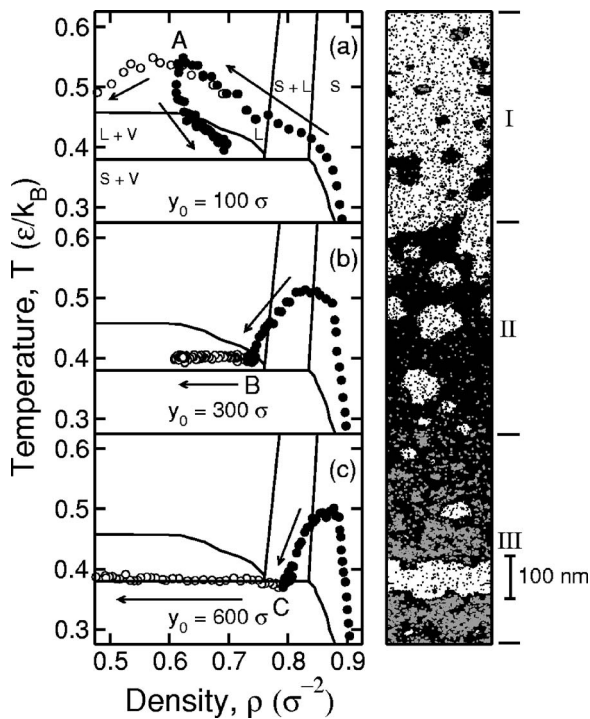 A
(a)
0.6
0.5
0.4
0.3
S + L
S
L + V
L
S + V
y₀ = 100 σ
(b)
0.6
0.5
0.4
0.3
B
y₀ = 300 σ
(c)
0.6
0.5
0.4
0.3
C
y₀ = 600 σ
0.5 0.6 0.7 0.8 0.9
Density, ρ (σ⁻²)
Temperature, T (ε/k_B)
I
II
III
100 nm